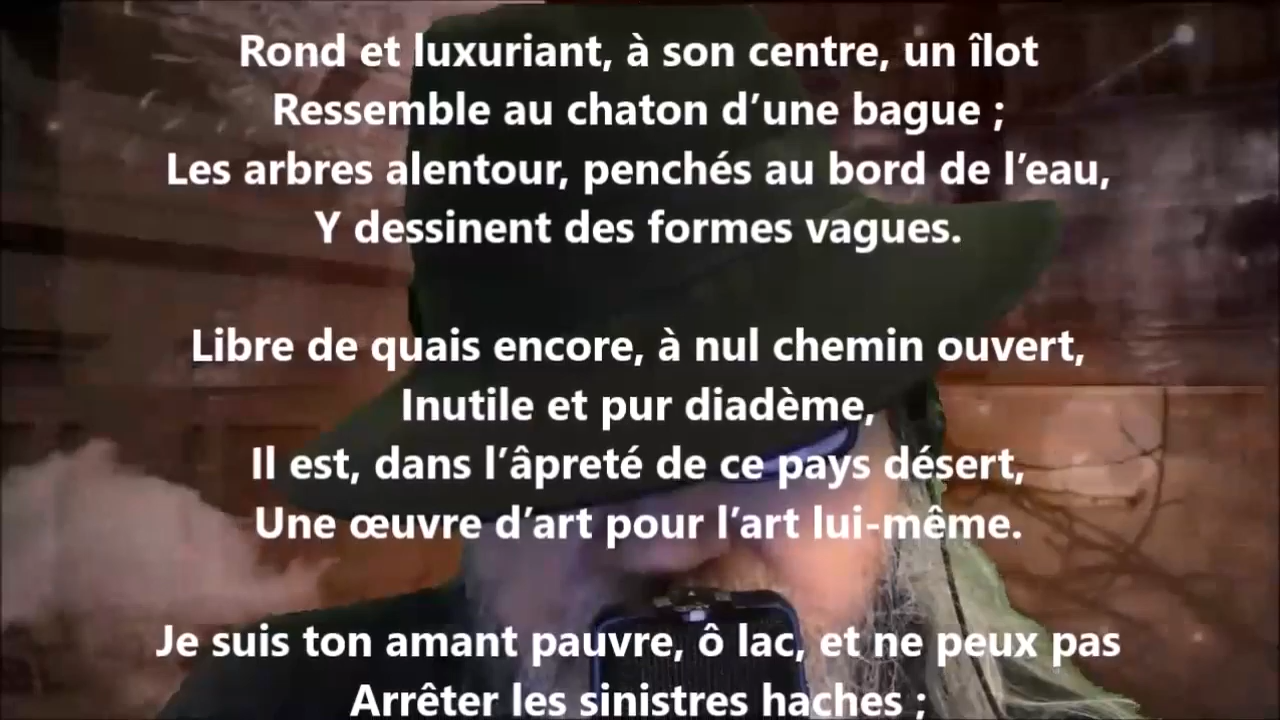 Rond et luxuriant, à son centre, un îlot
Ressemble au chaton d’une bague ;
Les arbres alentour, penchés au bord de l’eau,
Y dessinent des formes vagues.
Libre de quais encore, à nul chemin ouvert,
Inutile et pur diadème,
Il est, dans l’âpreté de ce pays désert,
Une œuvre d’art pour l’art lui-même.
Je suis ton amant pauvre, ô lac, et ne peux pas
Arrêter les sinistres haches ;